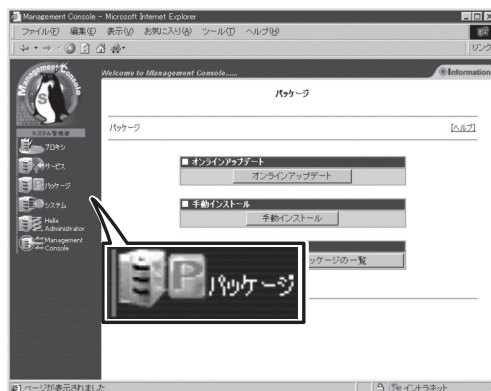 Management Console - Microsoft Internet Explorer
ファイル(F) 編集(E) 表示(V) お気に入り(A) ツール(T) ヘルプ(H)
リンク
Management Console
Welcome to Management Console......
Information
システム管理者
プロキシ
サービス
パッケージ
システム
Helix Administrator
Management Console
パッケージ
パッケージ
[ヘルプ]
■ オンラインアップデート
オンラインアップデート
■ 手動インストール
手動インストール
ッケージの一覧
P パッケージ
ページが表示されました
イントラネット